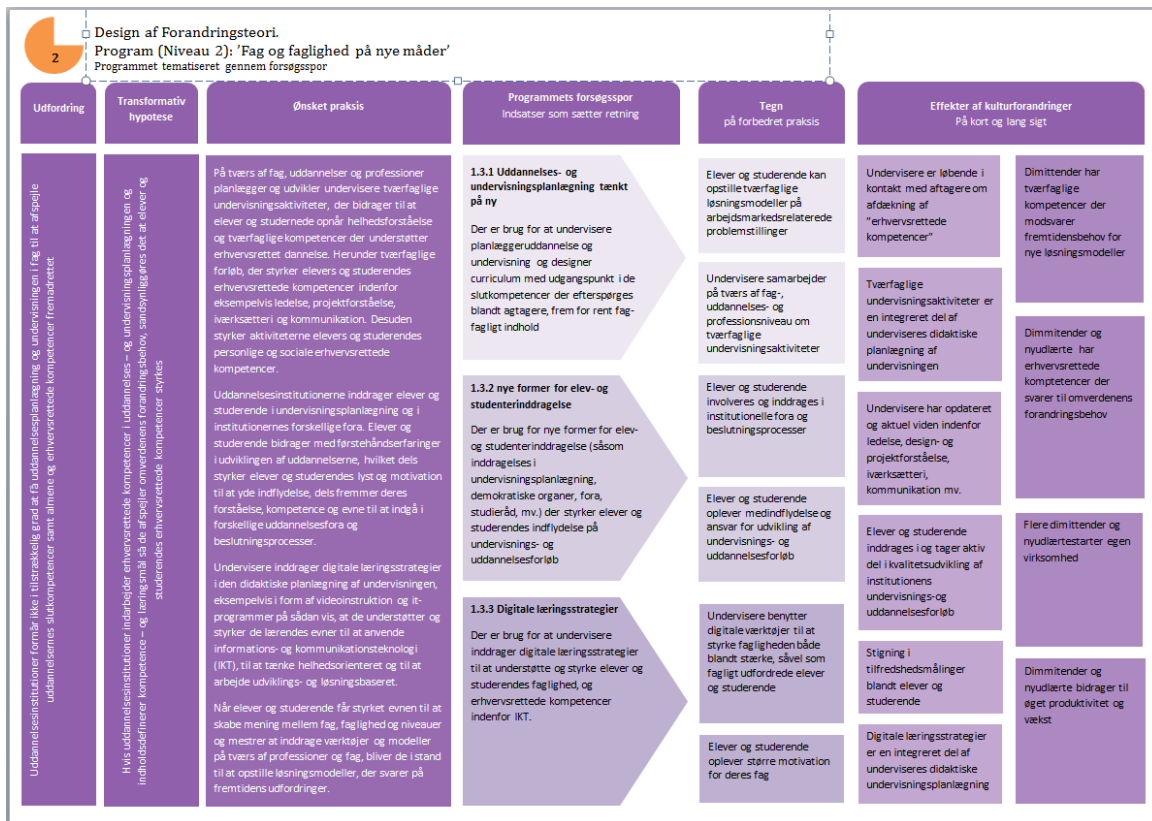 2
Design af Forandringsteori.
Program (Niveau 2): 'Fag og faglighed på nye måder'
Programmet tematiseret gennem forsøgsspor
Udfordring
Transformativ
hypotese
Ønsket praksis
Programmets forsøgsspor
Indsatser som sætter retning
Tegn
på forbedret praksis
Effekter af kulturforandringer
På kort og lang sigt
Uddannelsesinstitutioner formår ikke i tilstrækkelig grad at få uddannelsesplanlægning og undervisningen i fag til at afspejle
uddannelsernes slutkompetencer samt almene og erhvervsrettede kompetencer fremadrettet
Hvis uddannelsesinstitutioner indarbejder erhvervsrettede kompetencer i uddannelses – og undervisningsplanlægningen og
indholdsdefinerer kompetence – og læringsmål så de afspejler omverdenens forandringsbehov, sandsynliggøres det at elever og
studerendes erhvervsrettede kompetencer styrkes
På tværs af fag, uddannelser og professioner
planlægger og udvikler undervisere tværfaglige
undervisningsaktiviteter, der bidrager til at
elever og studnerede opnår helhedsforståelse
og tværfaglige kompetencer der understøtter
erhvervsrettet dannelse. Herunder tværfaglige
forløb, der styrker elevers og studerendes
erhvervsrettede kompetencer indenfor
eksempelvis ledelse, projektforståelse,
iværksætteri og kommunikation. Desuden
styrker aktiviteterne elevers og studerendes
personlige og sociale erhvervsrettede
kompetencer.
Uddannelsesinstitutionerne inddrager elever og
studerende i undervisningsplanlægning og i
institutionernes forskellige fora. Elever og
studerende bidrager med førstehåndserfaringer
i udviklingen af uddannelserne, hvilket dels
styrker elever og studerendes lyst og motivation
til at yde indflydelse, dels fremmer deres
forståelse, kompetence og evne til at indgå i
forskellige uddannelsesfora og
beslutningsprocesser.
Undervisere inddrager digitale læringsstrategier
i den didaktiske planlægning af undervisningen,
eksempelvis i form af videoinstruktion og it-
programmer på sådan vis, at de understøtter og
styrker de lærendes evner til at anvende
informations- og kommunikationsteknologi
(IKT), til at tænke helhedsorienteret og til at
arbejde udviklings- og løsningsbaseret.
Når elever og studerende får styrket evnen til at
skabe mening mellem fag, faglighed og niveauer
og mestrer at inddrage værktøjer og modeller
på tværs af professioner og fag, bliver de i stand
til at opstille løsningsmodeller, der svarer på
fremtidens udfordringer.
1.3.1 Uddannelses- og
undervisningsplanlægning tænkt
på ny
Der er brug for at undervisere
planlæggeruddannelse og
undervisning og designer
curriculum med udgangspunkt i de
slutkompetencer der efterspørges
blandt agtagere, frem for rent fag-
fagligt indhold
1.3.2 nye former for elev- og
studenterinddragelse
Der er brug for nye former for elev-
og studenterinddragelse (såsom
inddragelses i
undervisningsplanlægning,
demokratiske organer, fora,
studieråd, mv.) der styrker elever og
studerendes indflydelse på
undervisnings- og
uddannelsesforløb
1.3.3 Digitale læringsstrategier
Der er brug for at undervisere
inddrager digitale læringsstrategier
til at understøtte og styrke elever og
studerendes faglighed, og
erhvervsrettede kompetencer
indenfor IKT.
Elever og studerende kan
opstille tværfaglige
løsningsmodeller på
arbejdsmarkedsrelaterede
problemstillinger
Undervisere samarbejder
på tværs af fag-,
uddannelses- og
professionsniveau om
tværfaglige
undervisningsaktiviteter
Elever og studerende
involveres og inddrages i
institutionelle fora og
beslutningsprocesser
Elever og studerende
oplever medindflydelse og
ansvar for udvikling af
undervisnings- og
uddannelsesforløb
Undervisere benytter
digitale værktøjer til at
styrke fagligheden både
blandt stærke, såvel som
fagligt udfordrede elever
og studerende
Elever og studerende
oplever større motivation
for deres fag
Undervisere er løbende i
kontakt med aftagere om
afdækning af
"erhvervsrettede
kompetencer"
Tværfaglige
undervisningsaktiviteter er
en integreret del af
underviseres didaktiske
planlægning af
undervisningen
Undervisere har opdateret
og aktuel viden indenfor
ledelse, design- og
projektforståelse,
iværksætteri,
kommunikation mv.
Elever og studerende
inddrages i og tager aktiv
del i kvalitetsudvikling af
institutionens
undervisning-og
uddannelsesforløb
Stigning i
tilfredshedsmålinger
blandt elever og
studerende
Digitale læringsstrategier
er en integreret del af
underviseres didaktiske
undervisningsplanlægning
Dimittender har
tværfaglige
kompetencer der
modsvarer
fremtidensbehov for
nye løsningsmodeller
Dimmitender og
nyudlærte har
erhvervsrettede
komptetencer der
svarer til omverdenens
forandringsbehov
Flere dimittender og
nyudlærtestarter egen
virksomhed
Dimmitender og
nyudlærte bidrager til
øget produktivitet og
vækst